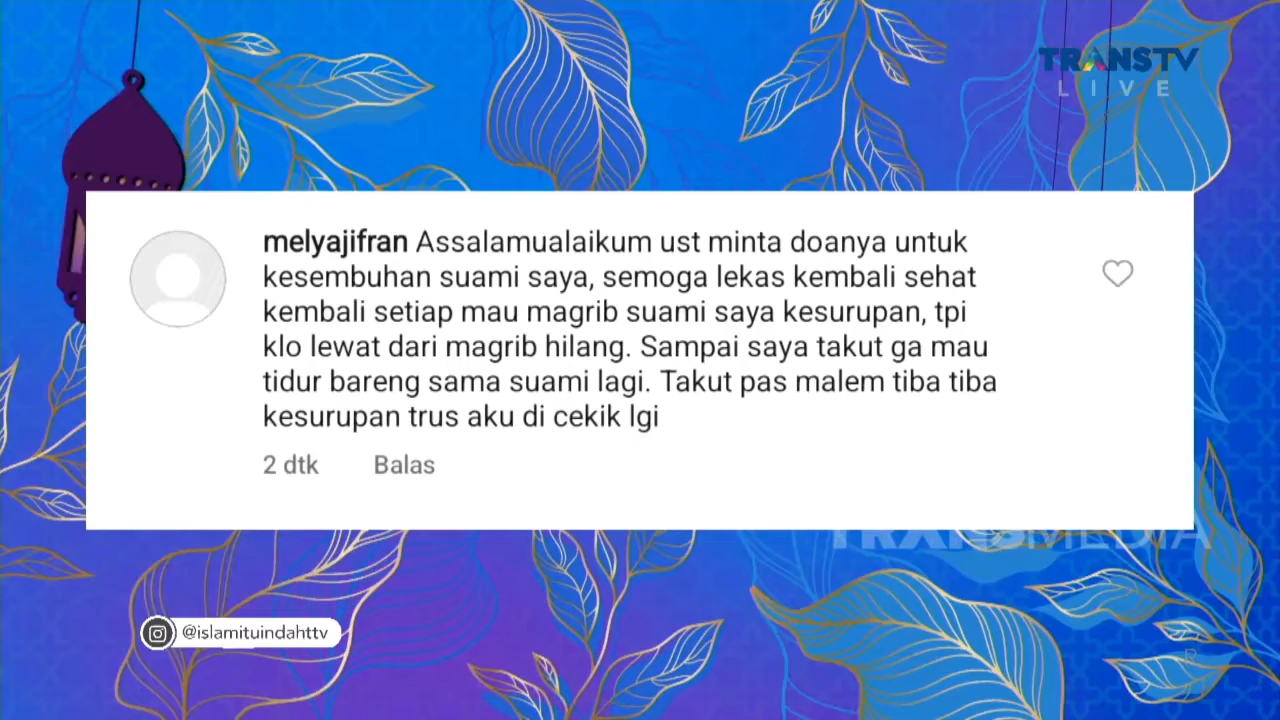 TRANSTV
LIVE
melyajifran Assalamualaikum ust minta doanya untuk
kesembuhan suami saya, semoga lekas kembali sehat
kembali setiap mau magrib suami saya kesurupan, tpi
klo lewat dari magrib hilang. Sampai saya takut ga mau
tidur bareng sama suami lagi. Takut pas malem tiba tiba
kesurupan trus aku di cekik lgi
2 dtk Balas
TRANSMEDIA
@islamituindahttv
R